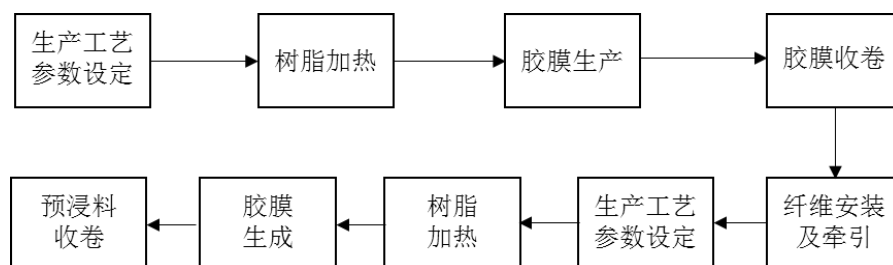 生产工艺
参数设定
树脂加热
胶膜生产
胶膜收卷
纤维安装
及牵引
生产工艺
参数设定
树脂
加热
胶膜
生成
预浸料
收卷